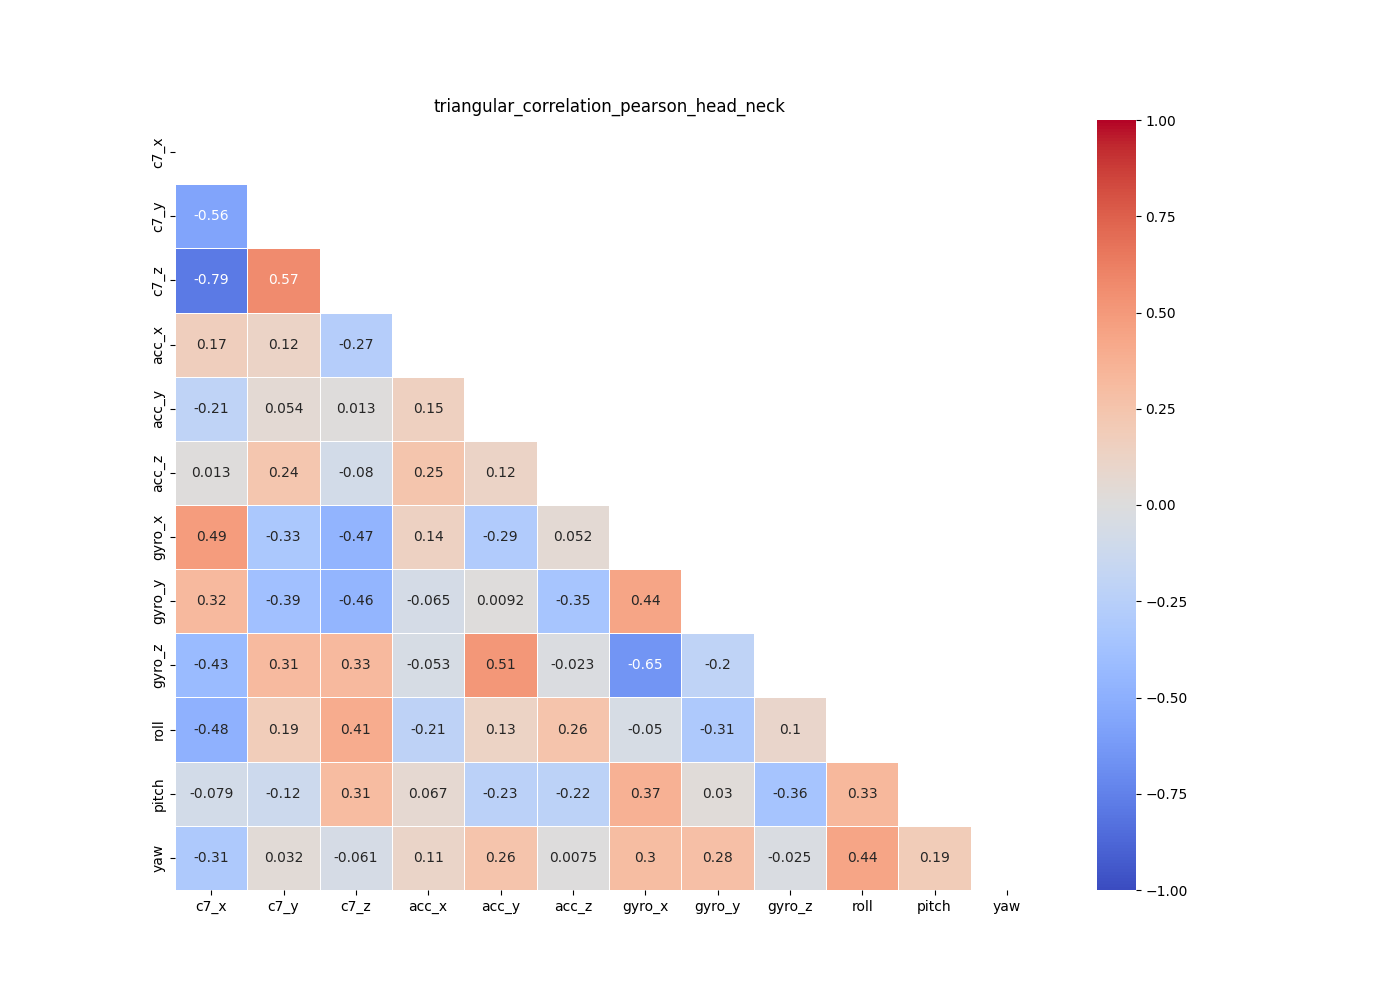 triangular_correlation_pearson_head_neck
1.00
c7_x
c7_y -0.56
0.75
c7_z -0.79 0.57
0.50
acc_x 0.17 0.12 -0.27
acc_y -0.21 0.054 0.013 0.15
0.25
acc_z 0.013 0.24 -0.08 0.25 0.12
0.00
gyro_x 0.49 -0.33 -0.47 0.14 -0.29 0.052
gyro_y 0.32 -0.39 -0.46 -0.065 0.0092 -0.35 0.44
−0.25
gyro_z -0.43 0.31 0.33 -0.053 0.51 -0.023 -0.65 -0.2
−0.50
roll -0.48 0.19 0.41 -0.21 0.13 0.26 -0.05 -0.31 0.1
pitch -0.079 -0.12 0.31 0.067 -0.23 -0.22 0.37 0.03 -0.36 0.33
−0.75
yaw -0.31 0.032 -0.061 0.11 0.26 0.0075 0.3 0.28 -0.025 0.44 0.19
−1.00
c7_x c7_y c7_z acc_x acc_y acc_z gyro_x gyro_y gyro_z roll pitch yaw